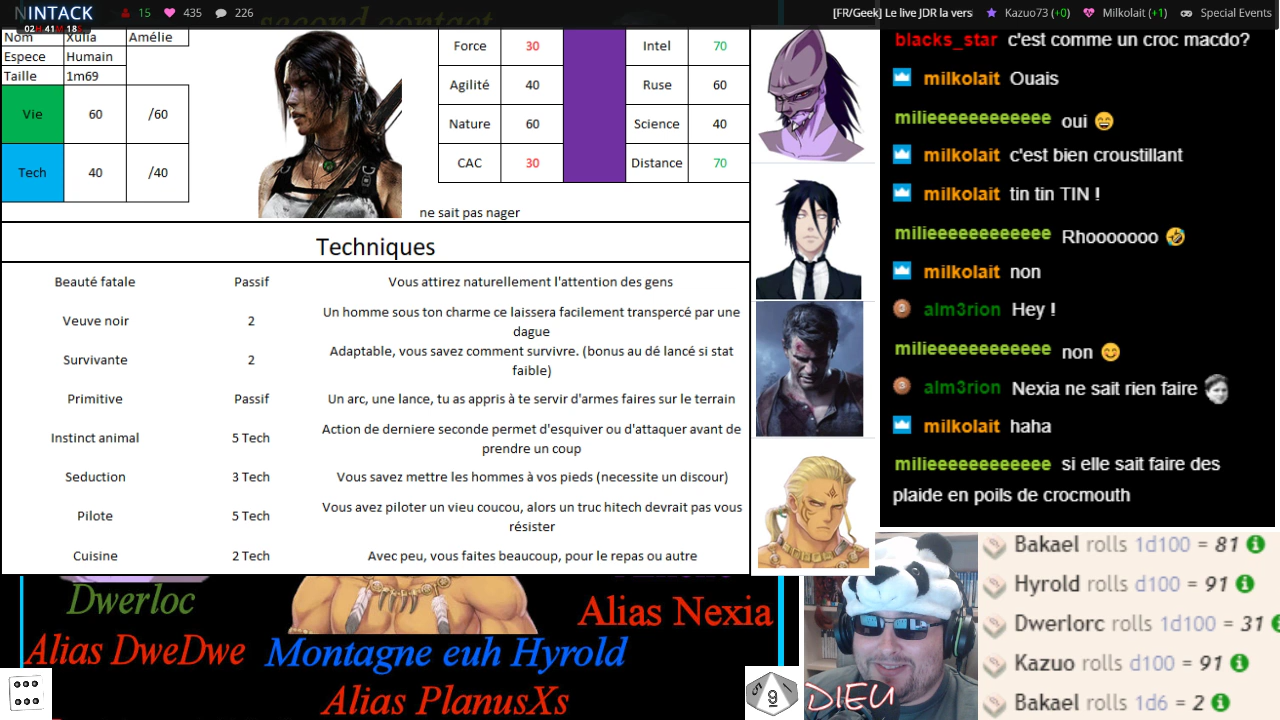 NINTACK 15 435 226 [FR/Geek] Le live JDR la vers Kazuo73 (+0) Milkolait (+1) Special Events
02H 41M 18S
second contact
Nom Xulia Amélie
Espece Humain
Taille 1m69
Vie 60 /60
Tech 40 /40
Force 30 Intel 70
Agilité 40 Ruse 60
Nature 60 Science 40
CAC 30 Distance 70
ne sait pas nager
Techniques
Beauté fatale Passif Vous attirez naturellement l'attention des gens
Veuve noir 2 Un homme sous ton charme ce laissera facilement transpercé par une
dague
Survivante 2 Adaptable, vous savez comment survivre. (bonus au dé lancé si stat
faible)
Primitive Passif Un arc, une lance, tu as appris à te servir d'armes faires sur le terrain
Instinct animal 5 Tech Action de derniere seconde permet d'esquiver ou d'attaquer avant de
prendre un coup
Seduction 3 Tech Vous savez mettre les hommes à vos pieds (necessite un discour)
Pilote 5 Tech Vous avez piloter un vieu coucou, alors un truc hitech devrait pas vous
résister
Cuisine 2 Tech Avec peu, vous faites beaucoup, pour le repas ou autre
Dwerloc
Alias DweDwe
Montagne euh Hyrold
Alias PlanusXs
Alias Nexia
9
DIEU
blacks_star c'est comme un croc macdo?
milkolait Ouais
milieeeeeeeeeeeee oui 😁
milkolait c'est bien croustillant
milkolait tin tin TIN !
milieeeeeeeeeeeee Rhooooooo 🤣
milkolait non
alm3rion Hey !
milieeeeeeeeeeeee non 😊
alm3rion Nexia ne sait rien faire
milkolait haha
milieeeeeeeeeeeee si elle sait faire des
plaide en poils de crocmouth
Bakael rolls 1d100 = 81
Hyrold rolls d100 = 91
Dwerlorc rolls 1d100 = 31
Kazuo rolls d100 = 91
Bakael rolls 1d6 = 2